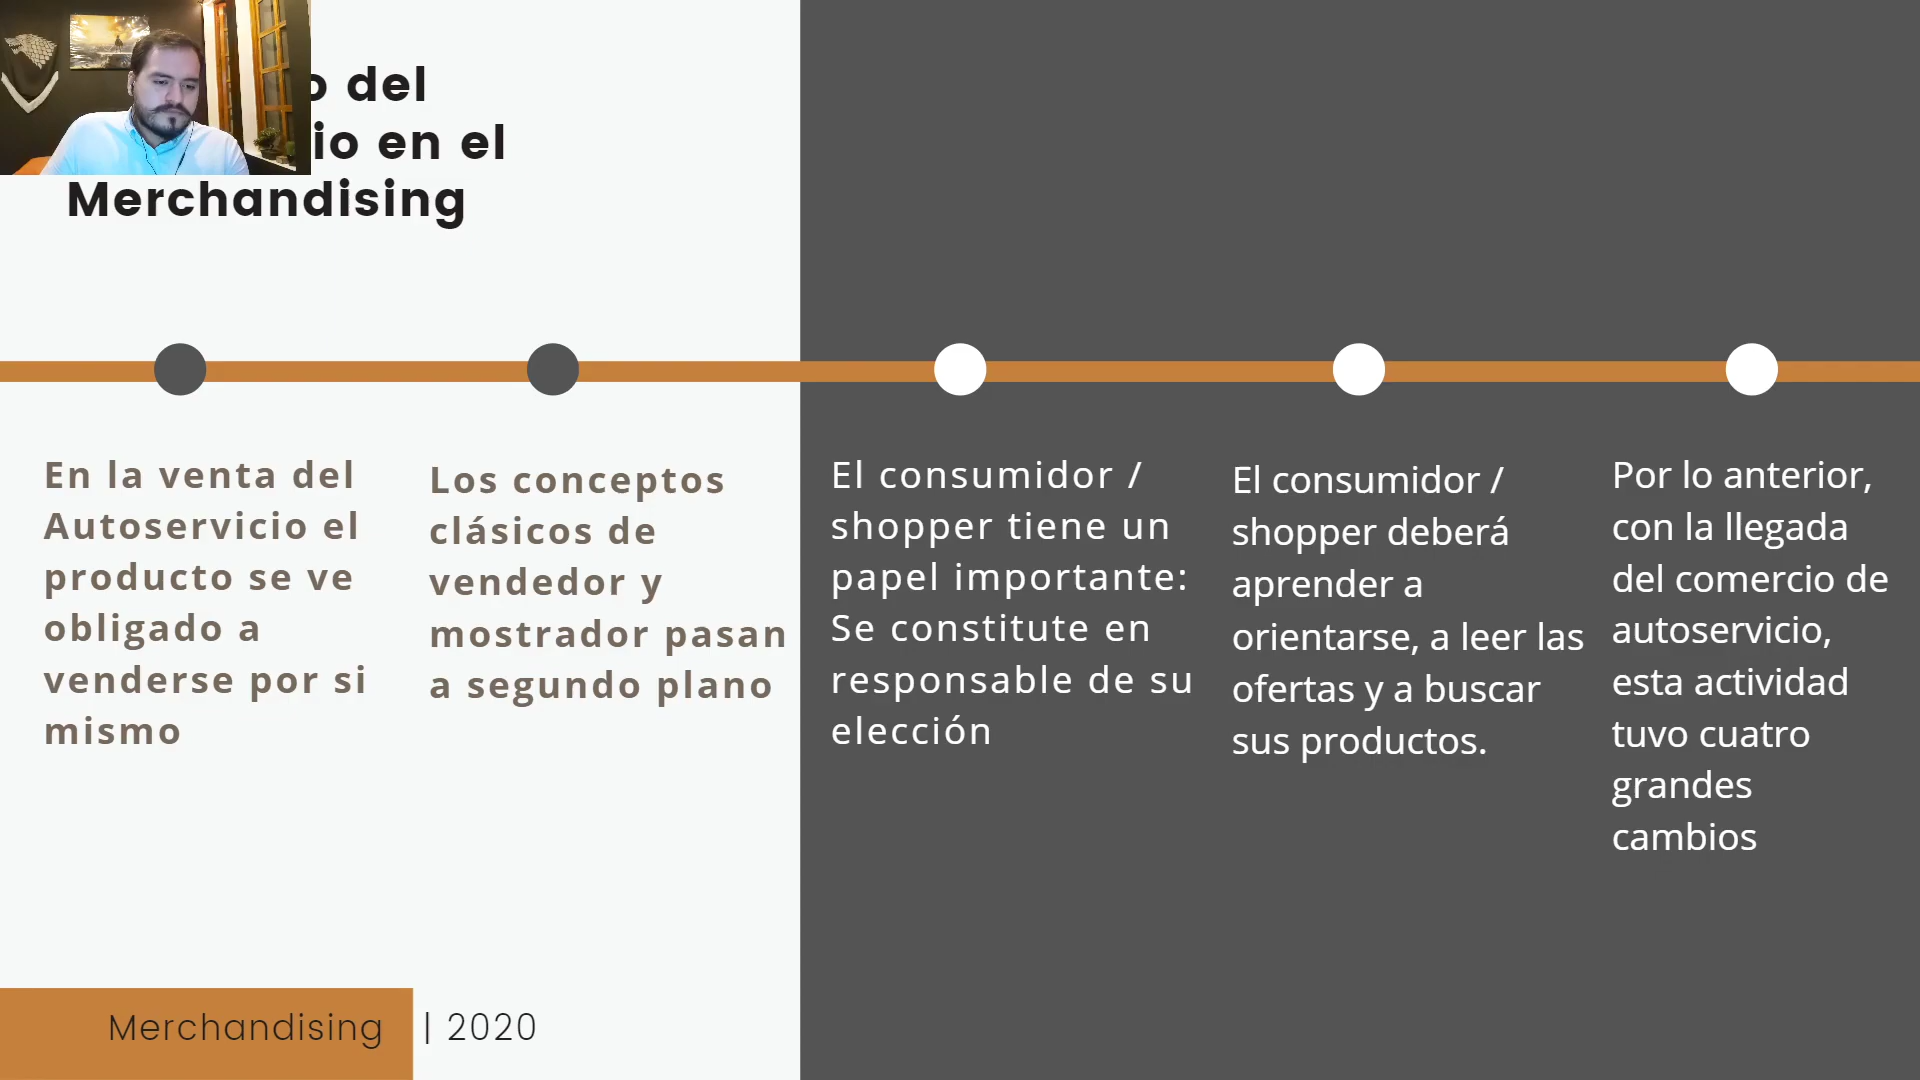 del
en el
Merchandising
En la venta del
Autoservicio el
producto se ve
obligado a
venderse por si
mismo
Los conceptos
clásicos de
vendedor y
mostrador pasan
a segundo plano
El consumidor /
shopper tiene un
papel importante:
Se constitute en
responsable de su
elección
El consumidor /
shopper deberá
aprender a
orientarse, a leer las
ofertas y a buscar
sus productos.
Por lo anterior,
con la llegada
del comercio de
autoservicio,
esta actividad
tuvo cuatro
grandes
cambios
Merchandising | 2020